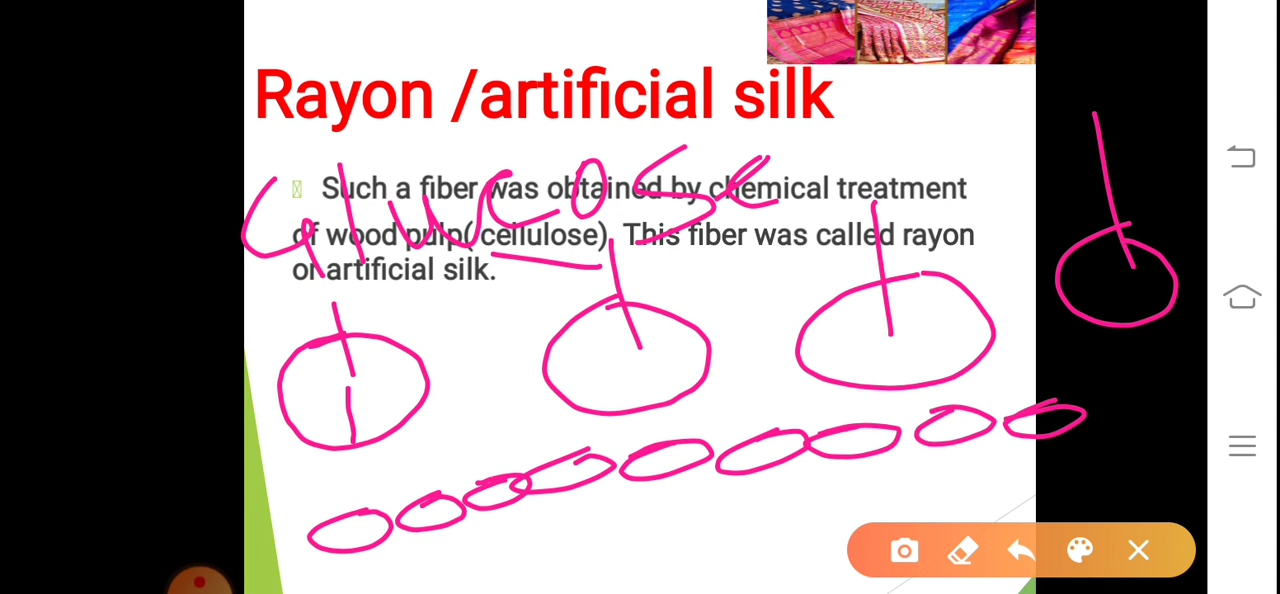 Rayon /artificial silk
Glucose
Such a fiber was obtained by chemical treatment
of wood pulp(cellulose). This fiber was called rayon
or artificial silk.